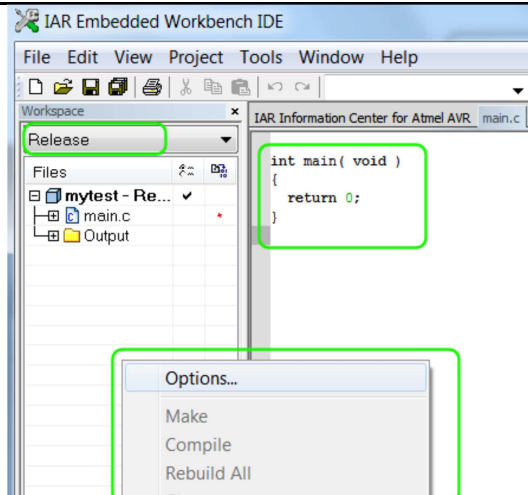 IAR Embedded Workbench IDE
File Edit View Project Tools Window Help
Workspace
Release
Files
mytest - Re...
main.c
Output
IAR Information Center for Atmel AVR main.c
int main( void )
{
return 0;
}
Options...
Make
Compile
Rebuild All